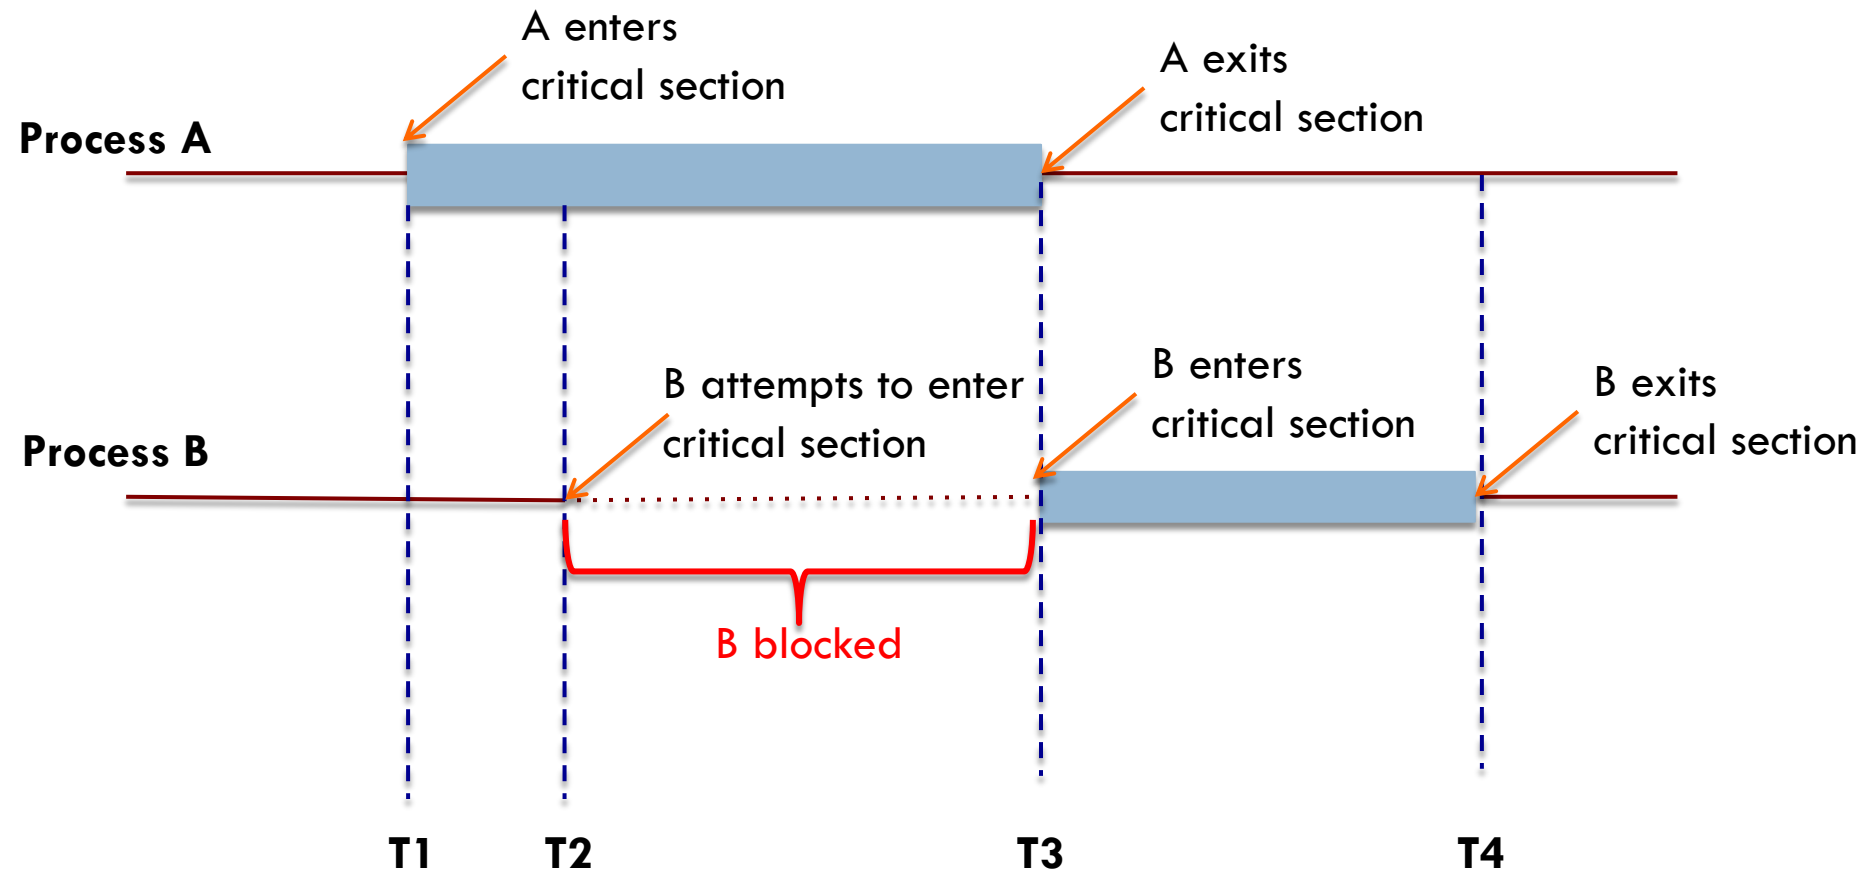 A enters
critical section
A exits
critical section
Process A
B attempts to enter
critical section
B enters
critical section
B exits
critical section
Process B
B blocked
T1
T2
T3
T4